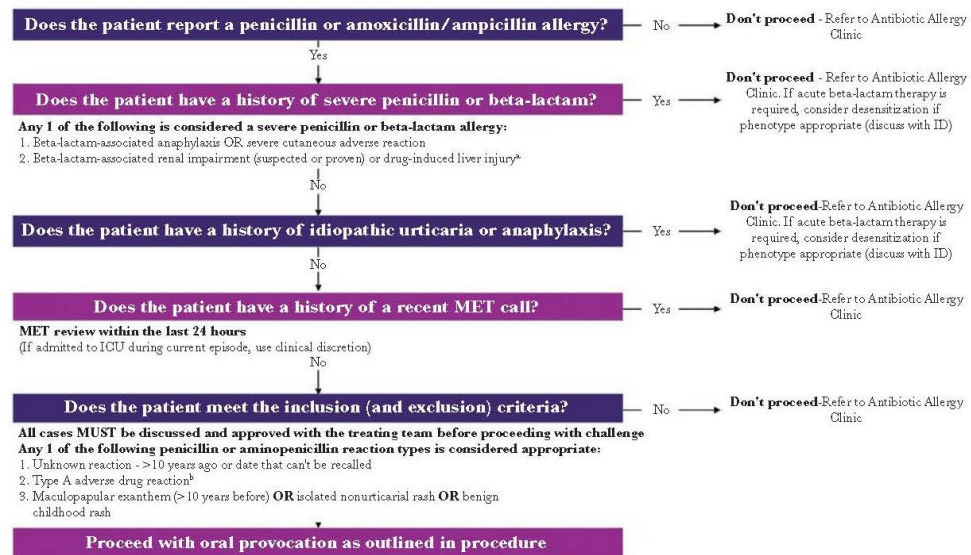 Does the patient report a penicillin or amoxicillin/ampicillin allergy?
No
Don't proceed - Refer to Antibiotic Allergy
Clinic
Yes
Does the patient have a history of severe penicillin or beta-lactam?
Yes
Don't proceed - Refer to Antibiotic Allergy
Clinic. If acute beta-lactam therapy is
required, consider desensitization if
phenotype appropriate (discuss with ID)
Any 1 of the following is considered a severe penicillin or beta-lactam allergy:
1. Beta-lactam-associated anaphylaxis OR severe cutaneous adverse reaction
2. Beta-lactam-associated renal impairment (suspected or proven) or drug-induced liver injuryª
No
Does the patient have a history of idiopathic urticaria or anaphylaxis?
Yes
Don't proceed-Refer to Antibiotic Allergy
Clinic. If acute beta-lactam therapy is
required, consider desensitization if
phenotype appropriate (discuss with ID)
No
Does the patient have a history of a recent MET call?
Yes
Don't proceed-Refer to Antibiotic Allergy
Clinic
MET review within the last 24 hours
(If admitted to ICU during current episode, use clinical discretion)
No
Does the patient meet the inclusion (and exclusion) criteria?
No
Don't proceed-Refer to Antibiotic Allergy
Clinic
All cases MUST be discussed and approved with the treating team before proceeding with challenge
Any 1 of the following penicillin or aminopenicillin reaction types is considered appropriate:
1. Unknown reaction - >10 years ago or date that can't be recalled
2. Type A adverse drug reactionᵇ
3. Maculopapular exanthem (>10 years before) OR isolated nonurticarial rash OR benign
childhood rash
Proceed with oral provocation as outlined in procedure